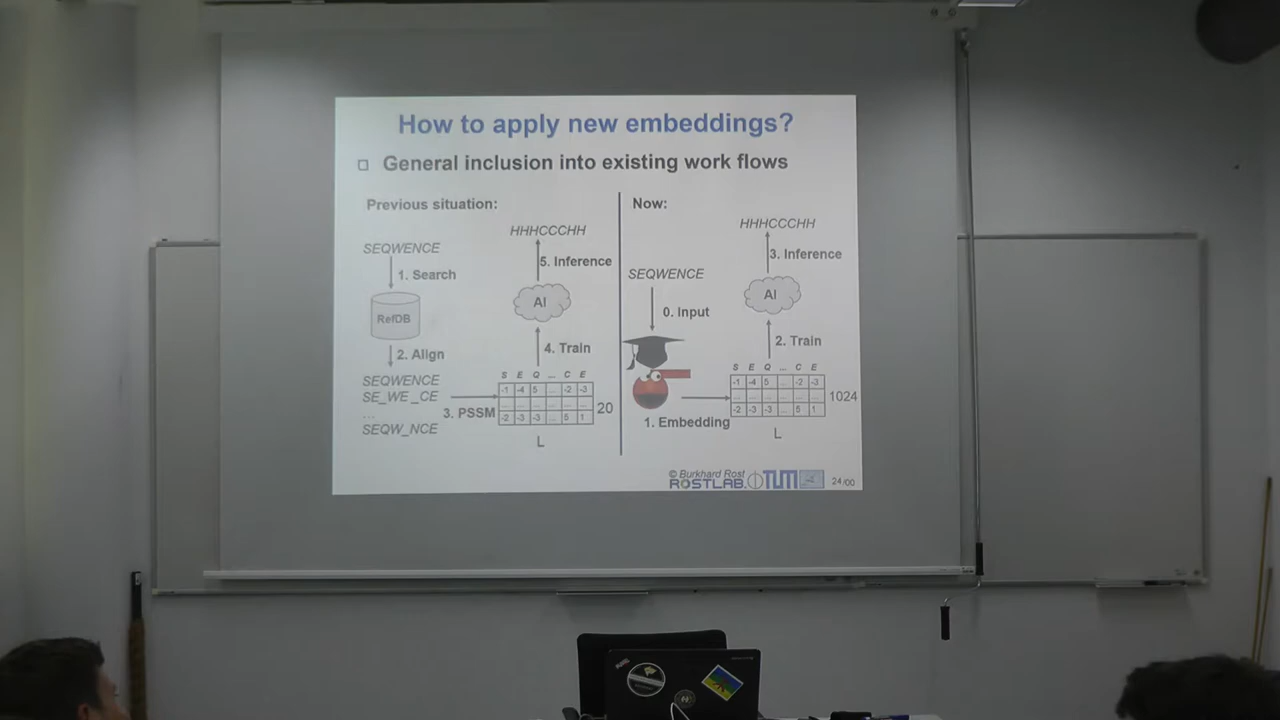 How to apply new embeddings?
General inclusion into existing work flows
Previous situation:
SEQWENCE
1. Search
RefDB
2. Align
SEQWENCE
SE_WE_CE
...
SEQW_NCE
3. PSSM
HHHCCCHH
5. Inference
AI
4. Train
S E Q ... C E
-1 -4 5 ... -2 -3
... ... ... ... ... ...
-2 -3 -3 ... 5 1
20
L
Now:
SEQWENCE
0. Input
1. Embedding
HHHCCCHH
3. Inference
AI
2. Train
S E Q ... C E
-1 -4 5 ... -2 -3
... ... ... ... ... ...
-2 -3 -3 ... 5 1
1024
L
© Burkhard Rost
ROSTLAB.
TUM
24/00